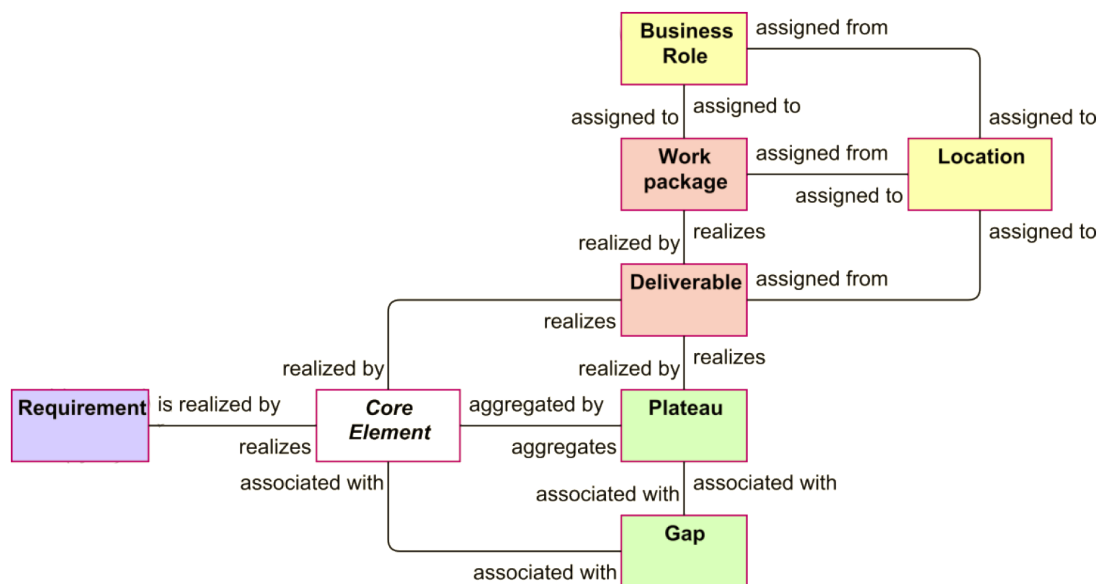 Business
Role
assigned from
assigned to
assigned to
assigned to
Work
package
assigned from
Location
assigned to
realizes
realized by
assigned to
Deliverable
assigned from
realizes
realizes
realized by
realized by
Requirement
is realized by
Core
Element
aggregated by
Plateau
realizes
aggregates
associated with
associated with
associated with
Gap
associated with